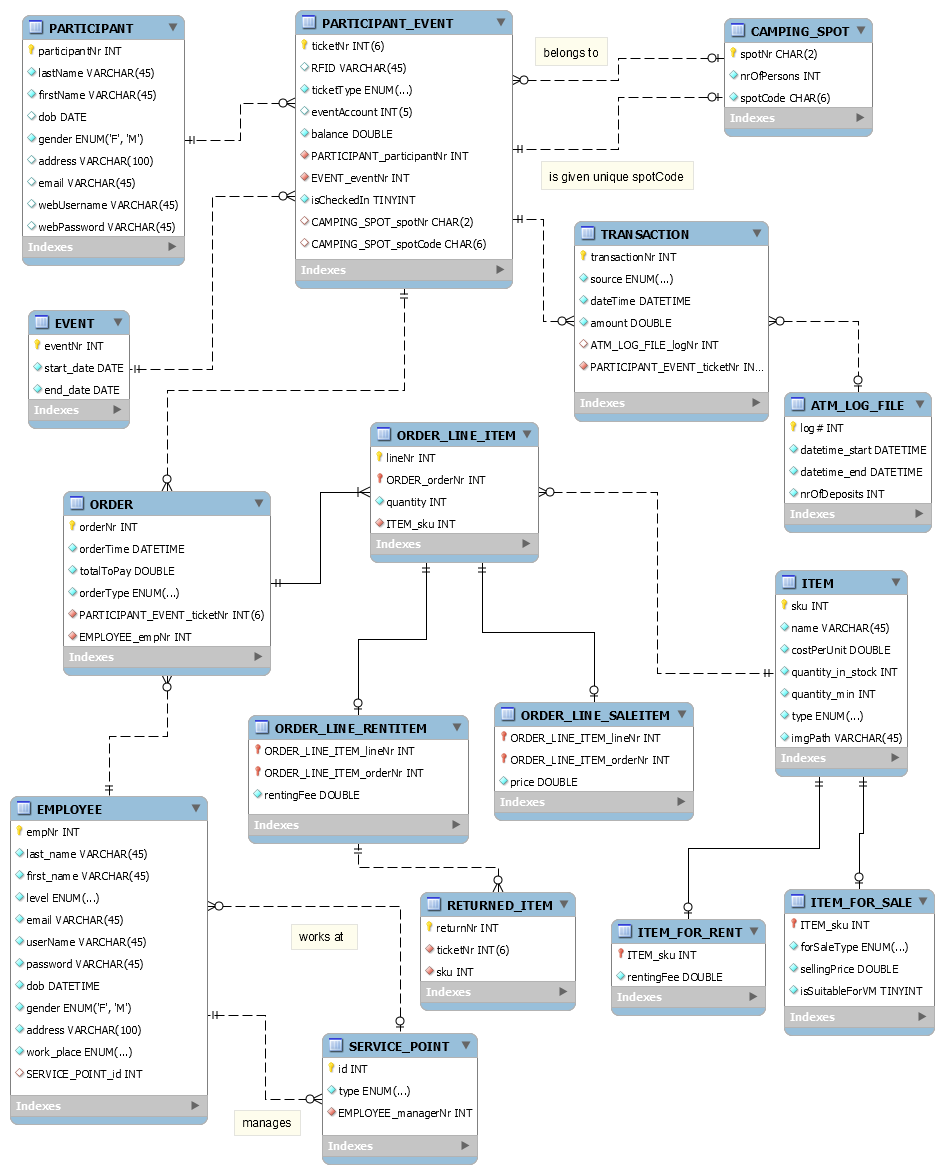 PARTICIPANT
participantNr INT
lastName VARCHAR(45)
firstName VARCHAR(45)
dob DATE
gender ENUM('F', 'M')
address VARCHAR(100)
email VARCHAR(45)
webUsername VARCHAR(45)
webPassword VARCHAR(45)
Indexes
PARTICIPANT_EVENT
ticketNr INT(6)
RFID VARCHAR(45)
ticketType ENUM(...)
eventAccount INT(5)
balance DOUBLE
PARTICIPANT_participantNr INT
EVENT_eventNr INT
isCheckedIn TINYINT
CAMPING_SPOT_spotNr CHAR(2)
CAMPING_SPOT_spotCode CHAR(6)
Indexes
belongs to
is given unique spotCode
CAMPING_SPOT
spotNr CHAR(2)
nrOfPersons INT
spotCode CHAR(6)
Indexes
TRANSACTION
transactionNr INT
source ENUM(...)
dateTime DATETIME
amount DOUBLE
ATM_LOG_FILE_logNr INT
PARTICIPANT_EVENT_ticketNr IN...
Indexes
EVENT
eventNr INT
start_date DATE
end_date DATE
Indexes
ATM_LOG_FILE
log# INT
datetime_start DATETIME
datetime_end DATETIME
nrOfDeposits INT
Indexes
ORDER_LINE_ITEM
lineNr INT
ORDER_orderNr INT
quantity INT
ITEM_sku INT
Indexes
ORDER
orderNr INT
orderTime DATETIME
totalToPay DOUBLE
orderType ENUM(...)
PARTICIPANT_EVENT_ticketNr INT(6)
EMPLOYEE_empNr INT
Indexes
ITEM
sku INT
name VARCHAR(45)
costPerUnit DOUBLE
quantity_in_stock INT
quantity_min INT
type ENUM(...)
imgPath VARCHAR(45)
Indexes
ORDER_LINE_RENTITEM
ORDER_LINE_ITEM_lineNr INT
ORDER_LINE_ITEM_orderNr INT
rentingFee DOUBLE
Indexes
ORDER_LINE_SALEITEM
ORDER_LINE_ITEM_lineNr INT
ORDER_LINE_ITEM_orderNr INT
price DOUBLE
Indexes
EMPLOYEE
empNr INT
last_name VARCHAR(45)
first_name VARCHAR(45)
level ENUM(...)
email VARCHAR(45)
userName VARCHAR(45)
password VARCHAR(45)
dob DATETIME
gender ENUM('F', 'M')
address VARCHAR(100)
work_place ENUM(...)
SERVICE_POINT_id INT
Indexes
works at
manages
RETURNED_ITEM
returnNr INT
ticketNr INT(6)
sku INT
Indexes
ITEM_FOR_RENT
ITEM_sku INT
rentingFee DOUBLE
Indexes
ITEM_FOR_SALE
ITEM_sku INT
forSaleType ENUM(...)
sellingPrice DOUBLE
isSuitableForVM TINYINT
Indexes
SERVICE_POINT
id INT
type ENUM(...)
EMPLOYEE_managerNr INT
Indexes